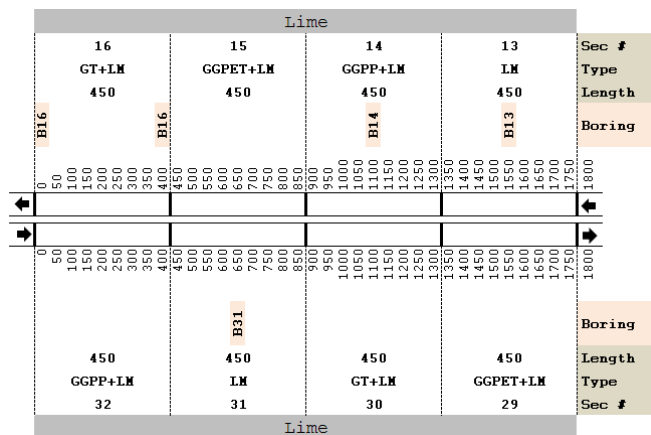 Lime
16 15 14 13 Sec #
GT+LM GGPET+LM GGPP+LM LM Type
450 450 450 450 Length
B16 B16 B14 B13 Boring
0 50 100 150 200 250 300 350 400 450 500 550 600 650 700 750 800 850 900 950 1000 1050 1100 1150 1200 1250 1300 1350 1400 1450 1500 1550 1600 1650 1700 1750 1800
0 50 100 150 200 250 300 350 400 450 500 550 600 650 700 750 800 850 900 950 1000 1050 1100 1150 1200 1250 1300 1350 1400 1450 1500 1550 1600 1650 1700 1750 1800
B31 Boring
450 450 450 450 Length
GGPP+LM LM GT+LM GGPET+LM Type
32 31 30 29 Sec #
Lime